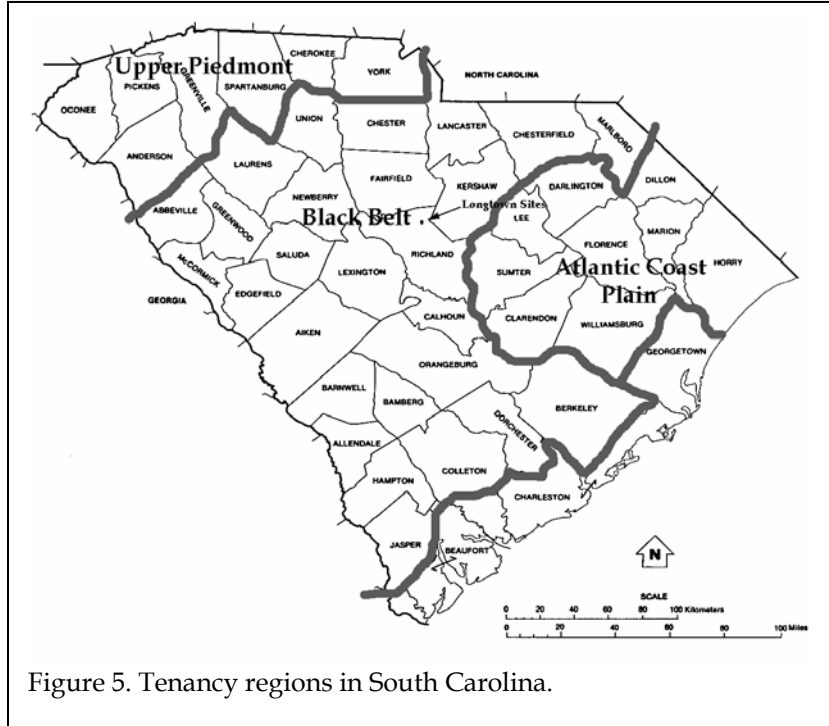 CHEROKEE
YORK
NORTH CAROLINA
Upper Piedmont
PICKENS
GREENVILLE
SPARTANBURG
OCONEE
UNION
CHESTER
LANCASTER
CHESTERFIELD
MARLBORO
ANDERSON
LAURENS
DARLINGTON
DILLON
FAIRFIELD
KERSHAW
NEWBERRY
ABBEVILLE
GREENWOOD
Longtown Sites
Black Belt
LEE
MARION
FLORENCE
RICHLAND
SALUDA
McCORMICK
LEXINGTON
SUMTER
Atlantic Coast
Plain
HORRY
EDGEFIELD
GEORGIA
CALHOUN
CLARENDON
WILLIAMSBURG
AIKEN
GEORGETOWN
ORANGEBURG
BARNWELL
BAMBERG
BERKELEY
DORCHESTER
ALLENDALE
COLLETON
HAMPTON
CHARLESTON
JASPER
BEAUFORT
N
SCALE
0 20 40 60 80 100 Kilometers
0 20 40 60 80 100 Miles
Figure 5. Tenancy regions in South Carolina.